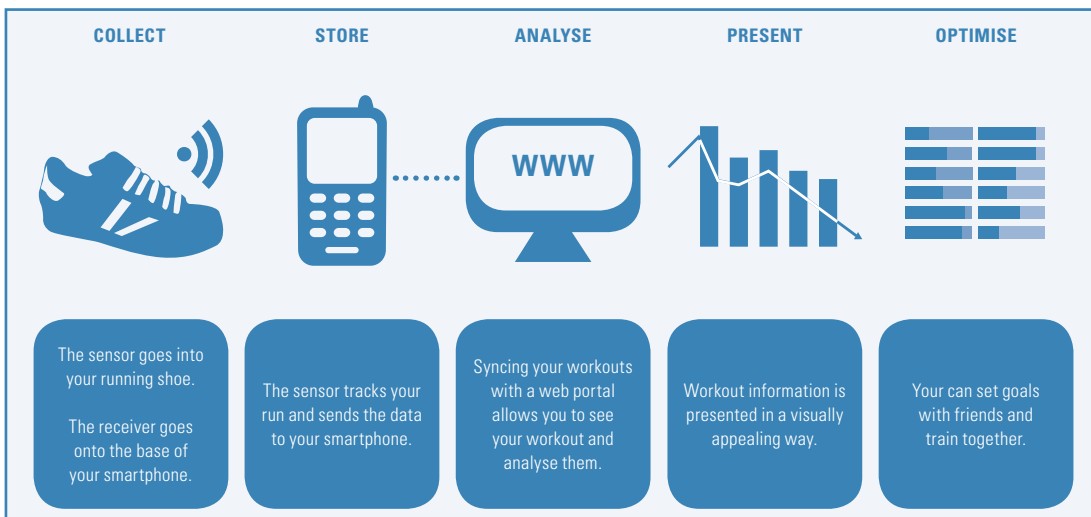 COLLECT
STORE
ANALYSE
PRESENT
OPTIMISE
WWW
The sensor goes into
your running shoe.
The receiver goes
onto the base of
your smartphone.
The sensor tracks your
run and sends the data
to your smartphone.
Syncing your workouts
with a web portal
allows you to see
your workout and
analyse them.
Workout information is
presented in a visually
appealing way.
Your can set goals
with friends and
train together.